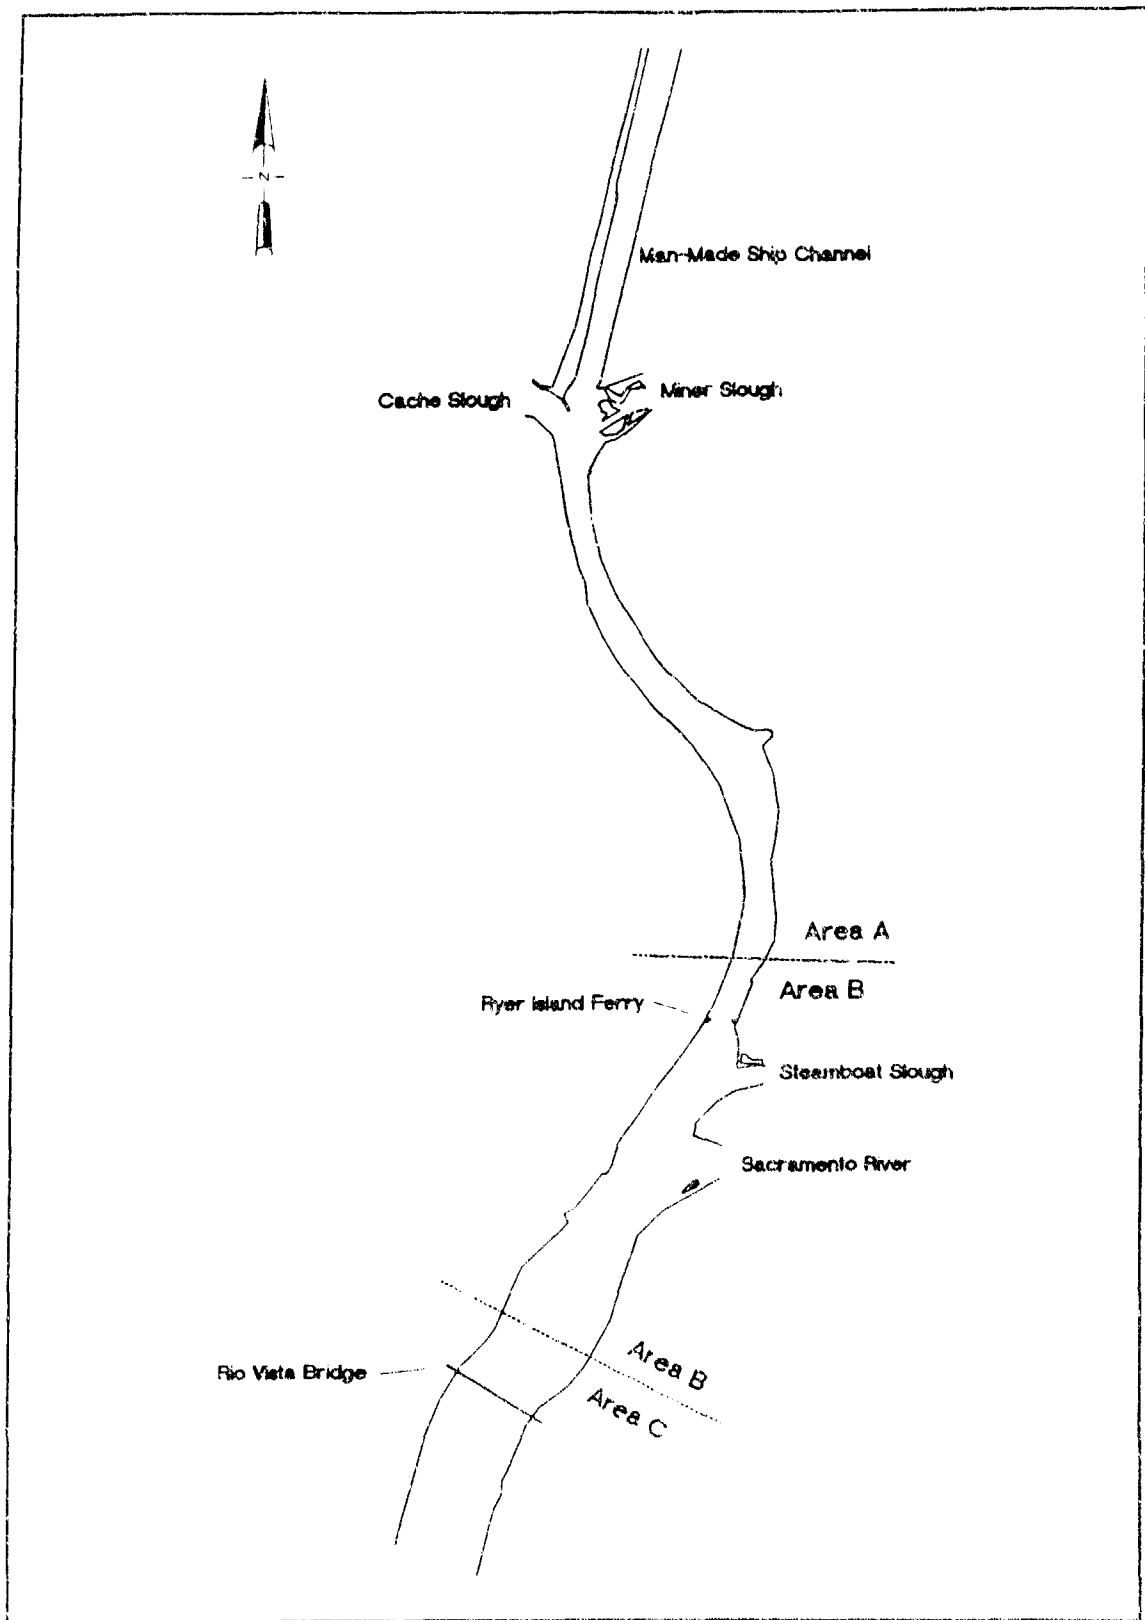 N
Man-Made Ship Channel
Miner Slough
Cache Slough
Area A
Area B
Ryer Island Ferry
Steamboat Slough
Sacramento River
Area B
Rio Vista Bridge
Area C